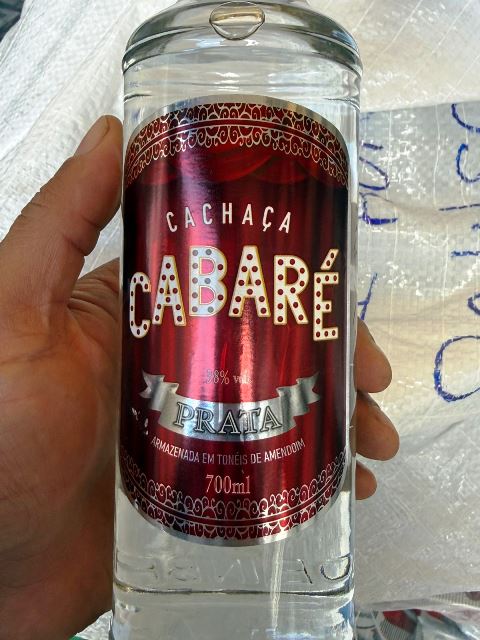 CACHAÇA
CABARÉ
38% vol.
PRATA
ARMAZENADA EM TONÉIS DE AMENDOIM
700ml